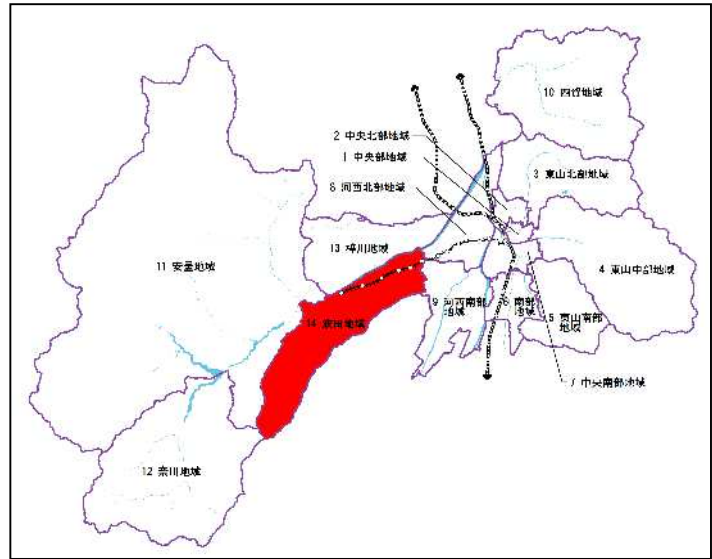 10 四賀地域
2 中央北部地域
1 中央部地域
3 東山北部地域
8 河西北部地域
13 梓川地域
11 安曇地域
4 東山中部地域
14 波田地域
9 河西南部
地域
6 南部
地域
5 東山南部
地域
7 中央南部地域
12 奈川地域